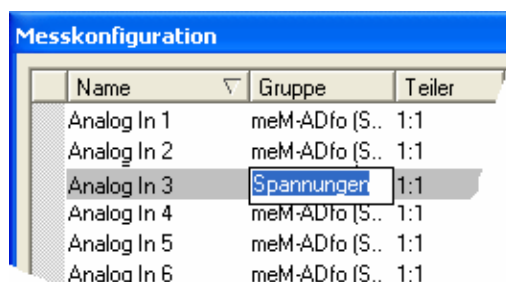 Messkonfiguration
Name Gruppe Teiler
Analog In 1 meM-ADfo (S.. 1:1
Analog In 2 meM-ADfo (S.. 1:1
Analog In 3 Spannungen 1:1
Analog In 4 meM-ADfo (S.. 1:1
Analog In 5 meM-ADfo (S.. 1:1
Analog In 6 meM-ADfo (S.. 1:1